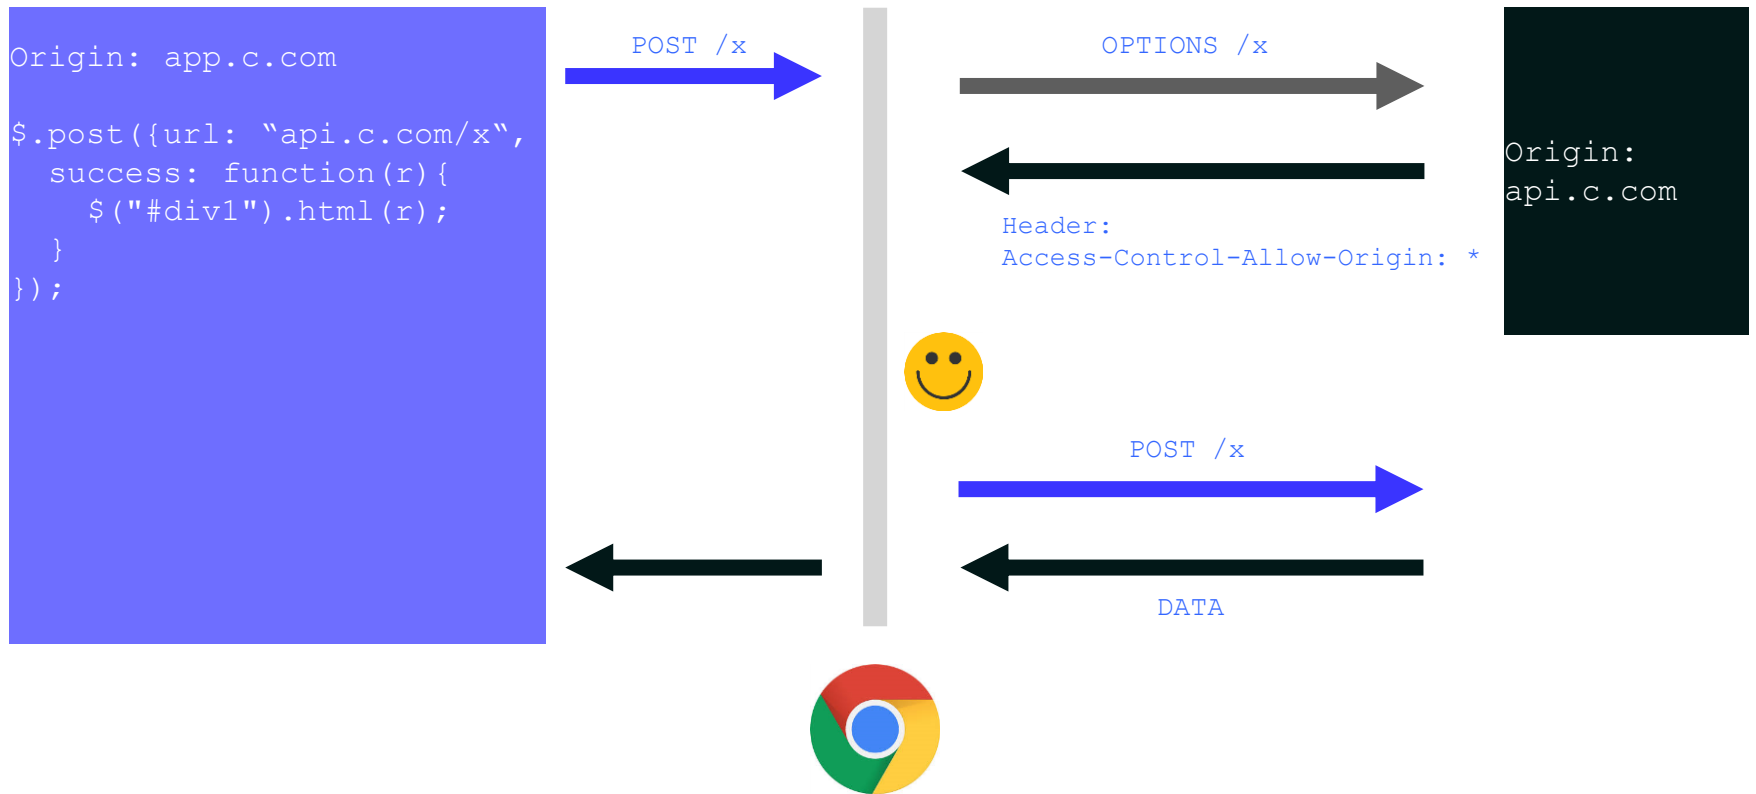 Origin: app.c.com
$.post({url: “api.c.com/x“,
success: function(r){
$("#div1").html(r);
}
});
POST /x
OPTIONS /x
Header:
Access-Control-Allow-Origin: *
Origin:
api.c.com
POST /x
DATA